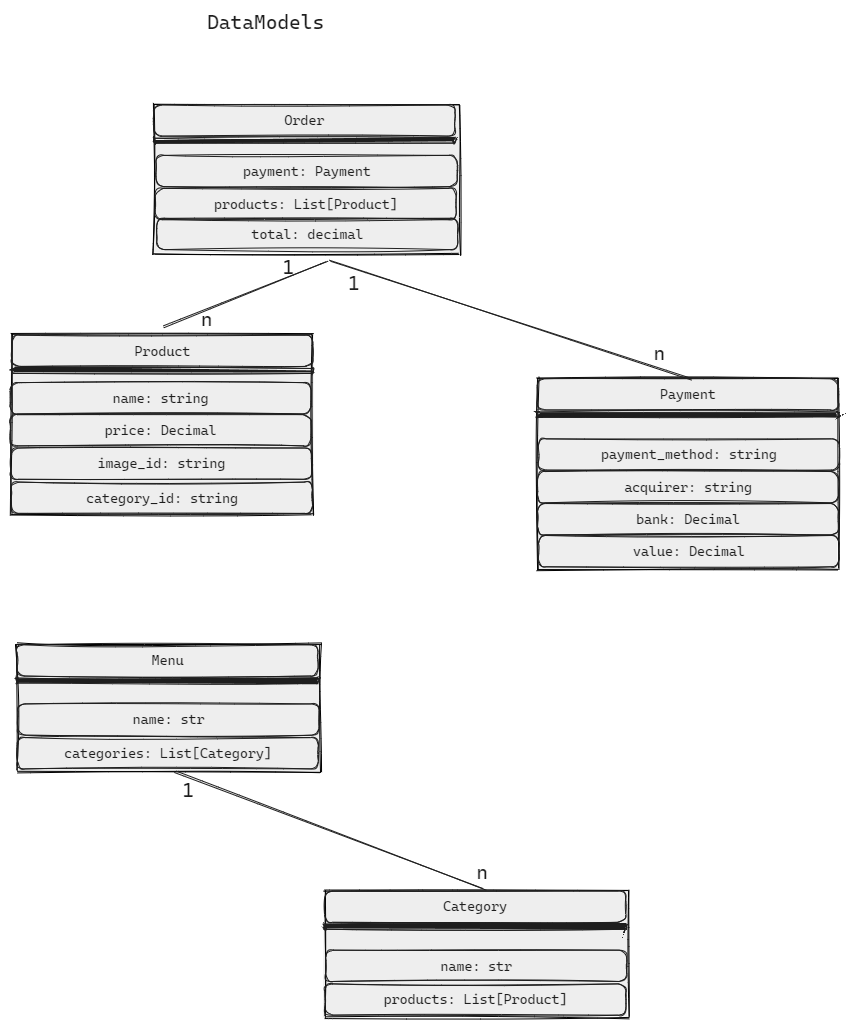 DataModels
Order
payment: Payment
products: List[Product]
total: decimal
1
1
n
n
Product
name: string
price: Decimal
image_id: string
category_id: string
Payment
payment_method: string
acquirer: string
bank: Decimal
value: Decimal
Menu
name: str
categories: List[Category]
1
n
Category
name: str
products: List[Product]